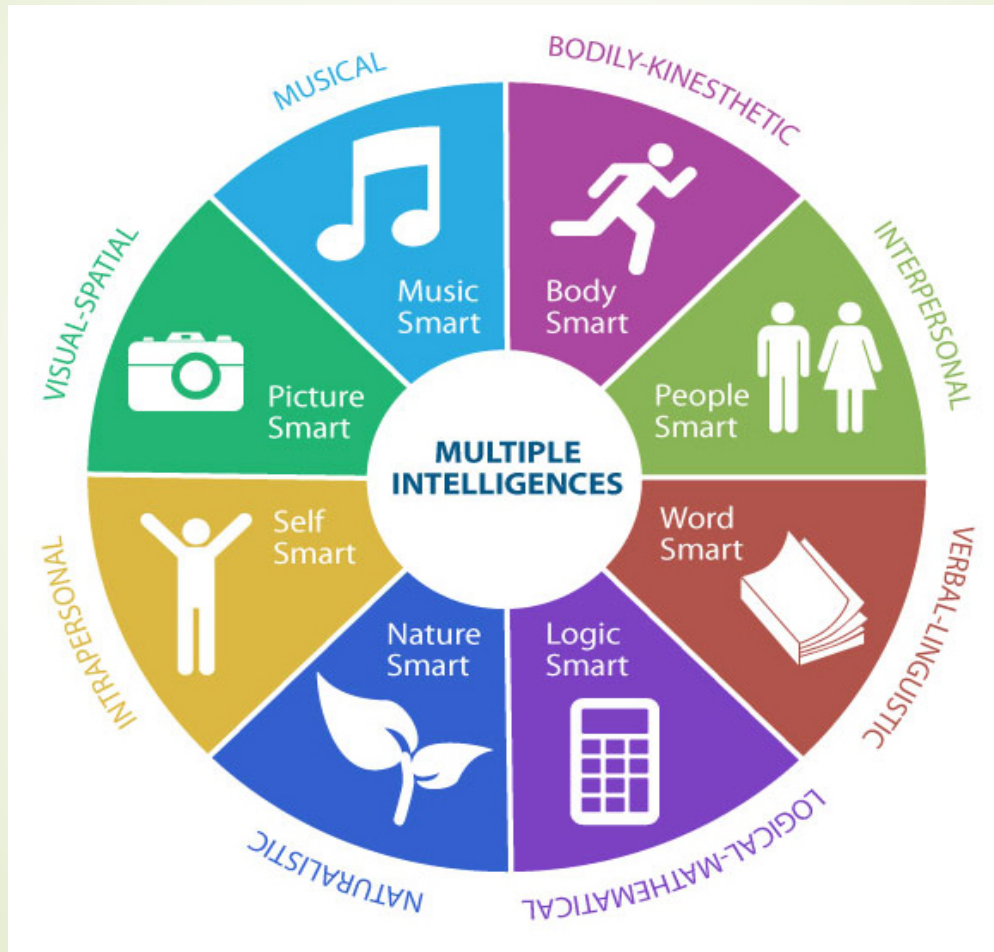 MUSICAL
BODILY-KINESTHETIC
INTERPERSONAL
VERBAL-LINGUISTIC
LOGICAL-MATHEMATICAL
NATURALISTIC
INTRAPERSONAL
VISUAL-SPATIAL
Music
Smart
Body
Smart
People
Smart
Word
Smart
Logic
Smart
Nature
Smart
Self
Smart
Picture
Smart
MULTIPLE
INTELLIGENCES